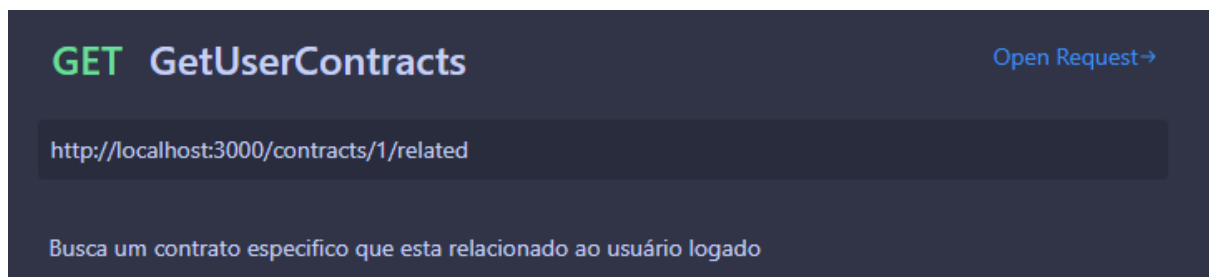 GET GetUserContracts Open Request→
http://localhost:3000/contracts/1/related
Busca um contrato especifico que esta relacionado ao usuário logado